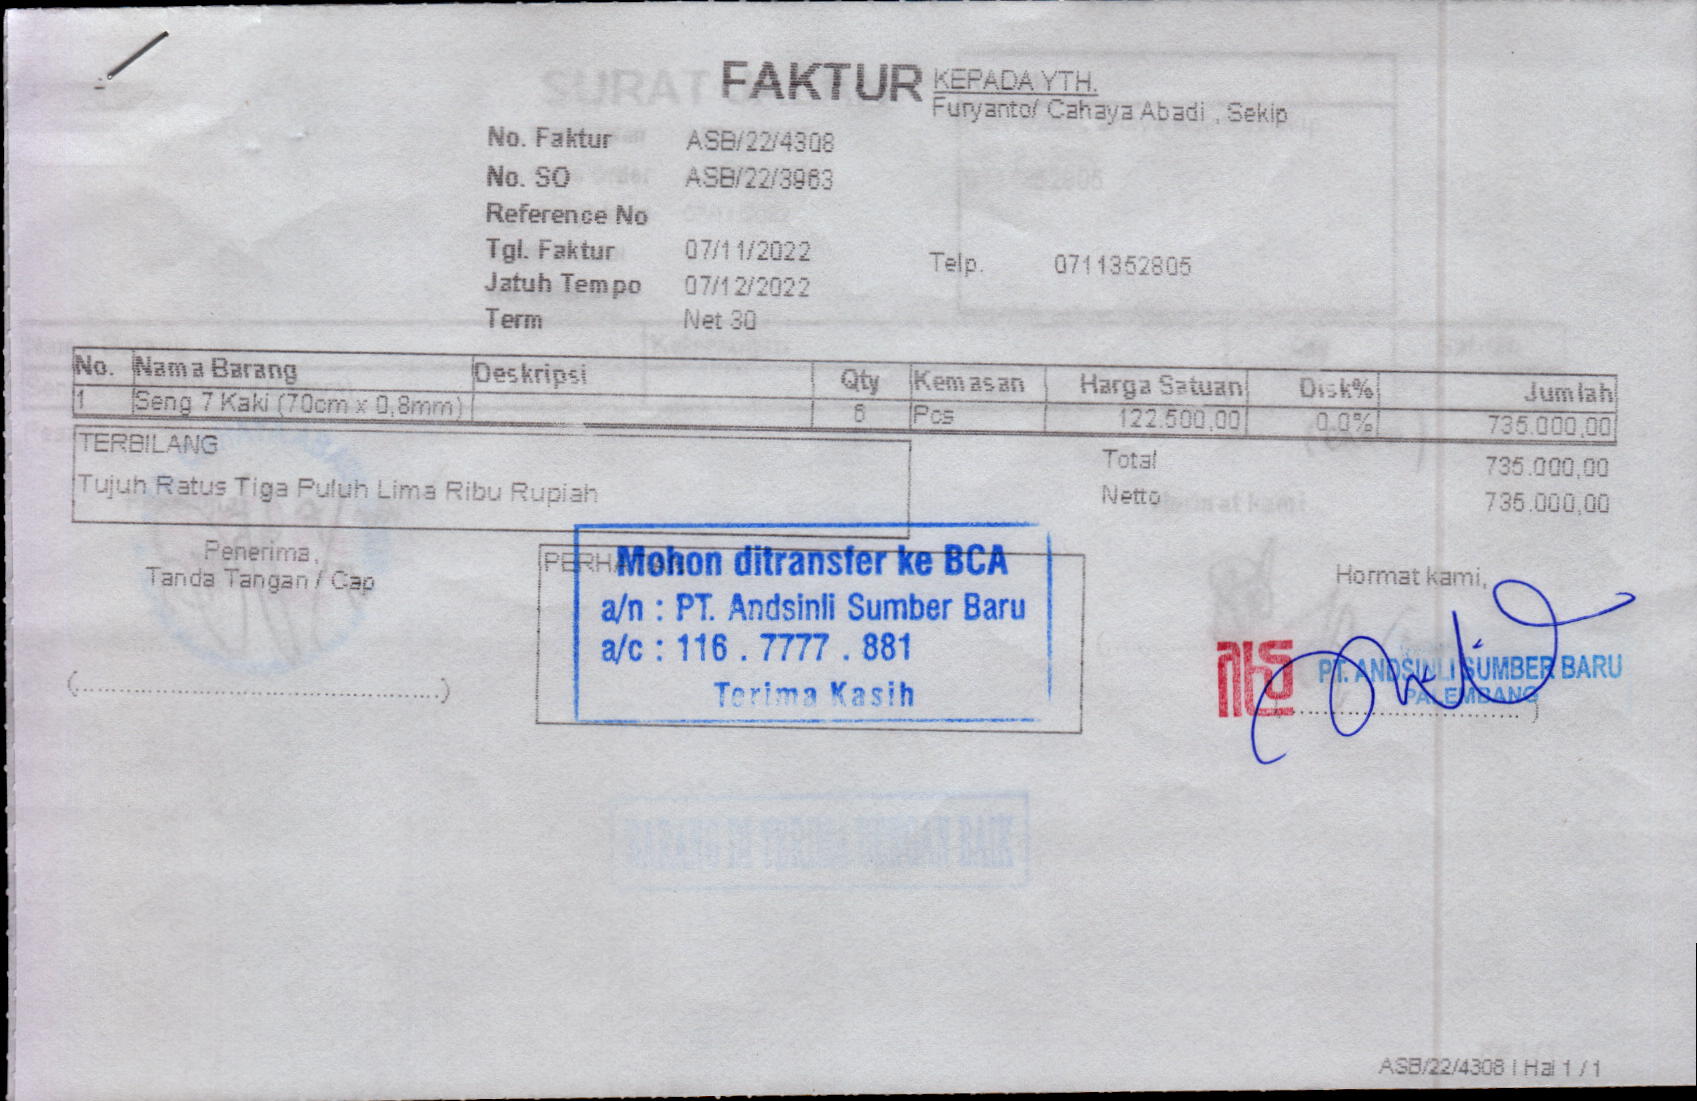 FAKTUR
KEPADA YTH.
Furyanto/ Cahaya Abadi , Sekip
No. Faktur ASB/22/4308
No. SO ASB/22/3963
Reference No
Tgl. Faktur 07/11/2022
Telp. 0711352805
Jatuh Tempo 07/12/2022
Term Net 30
No. Nama Barang Deskripsi Qty Kemasan Harga Satuan Disk% Jumlah
1 Seng 7 Kaki (70cm x 0,8mm) 6 Pcs 122.500,00 0.0% 735.000,00
TERBILANG
Tujuh Ratus Tiga Puluh Lima Ribu Rupiah
Total 735.000,00
Netto 735.000,00
Penerima,
Tanda Tangan / Cap
Mohon ditransfer ke BCA
a/n : PT. Andsinli Sumber Baru
a/c : 116 . 7777 . 881
Terima Kasih
Hormat kami,
PT. ANDSINLI SUMBER BARU
PALEMBANG
ASB/22/4308 | Hal 1 / 1